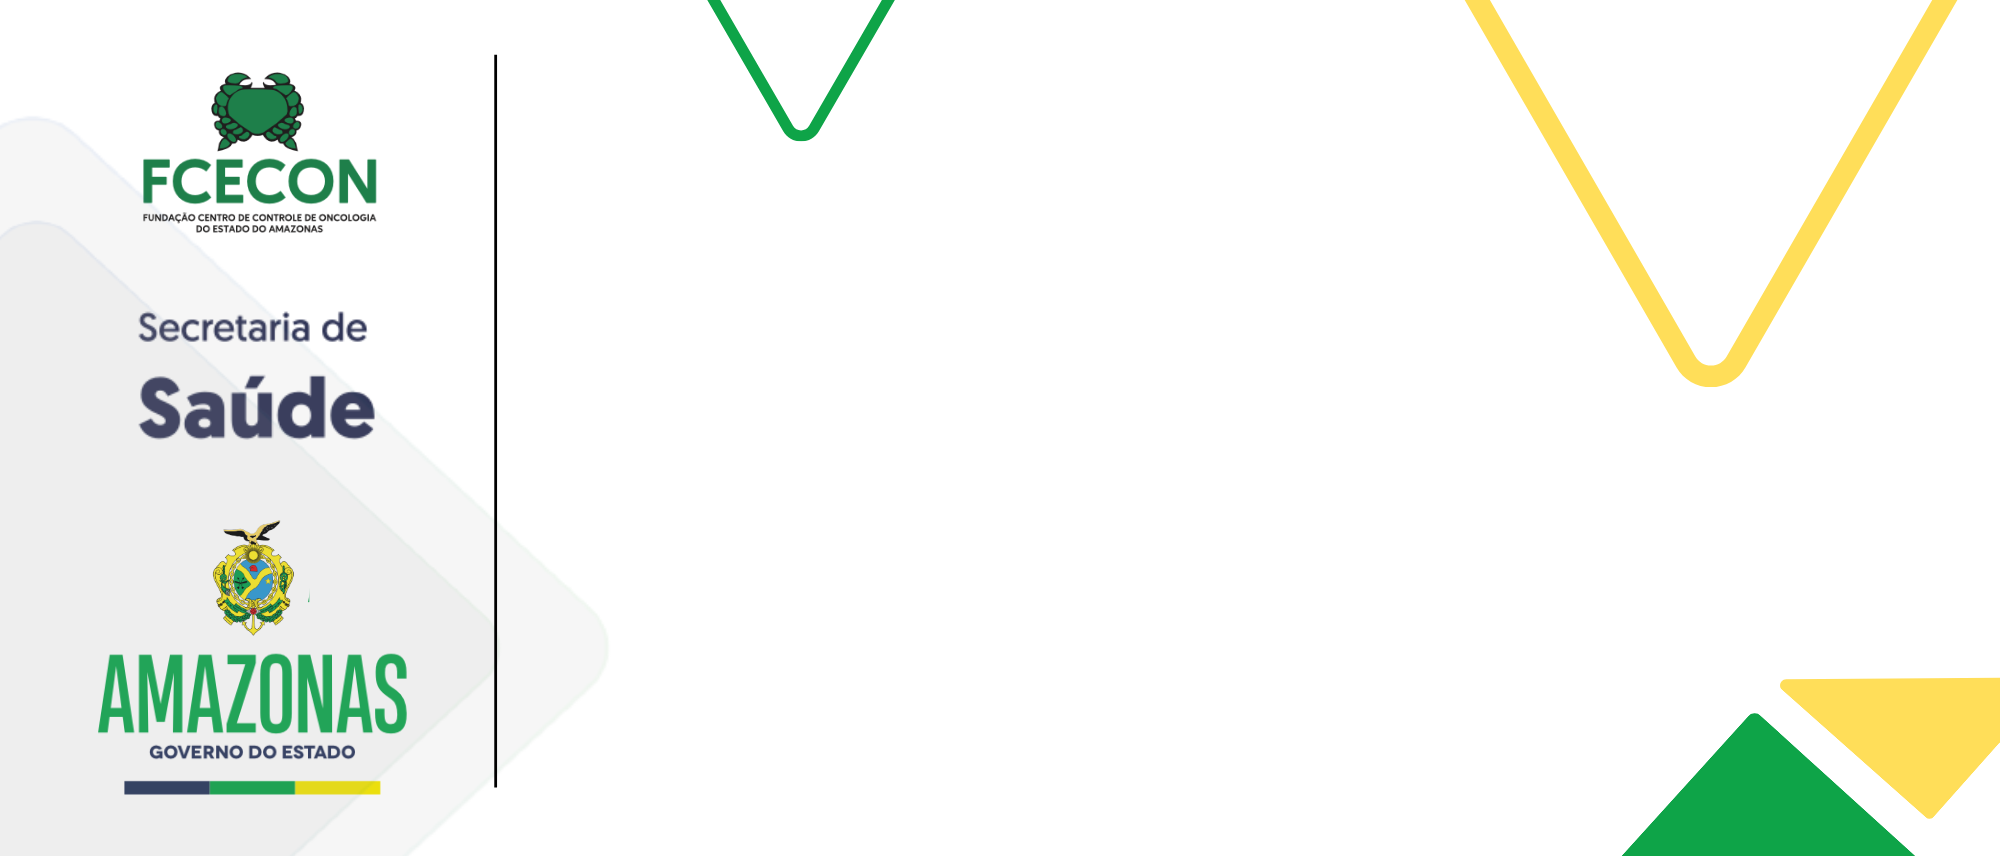 FCECON
FUNDAÇÃO CENTRO DE CONTROLE DE ONCOLOGIA
DO ESTADO DO AMAZONAS
Secretaria de
Saúde
AMAZONAS
GOVERNO DO ESTADO